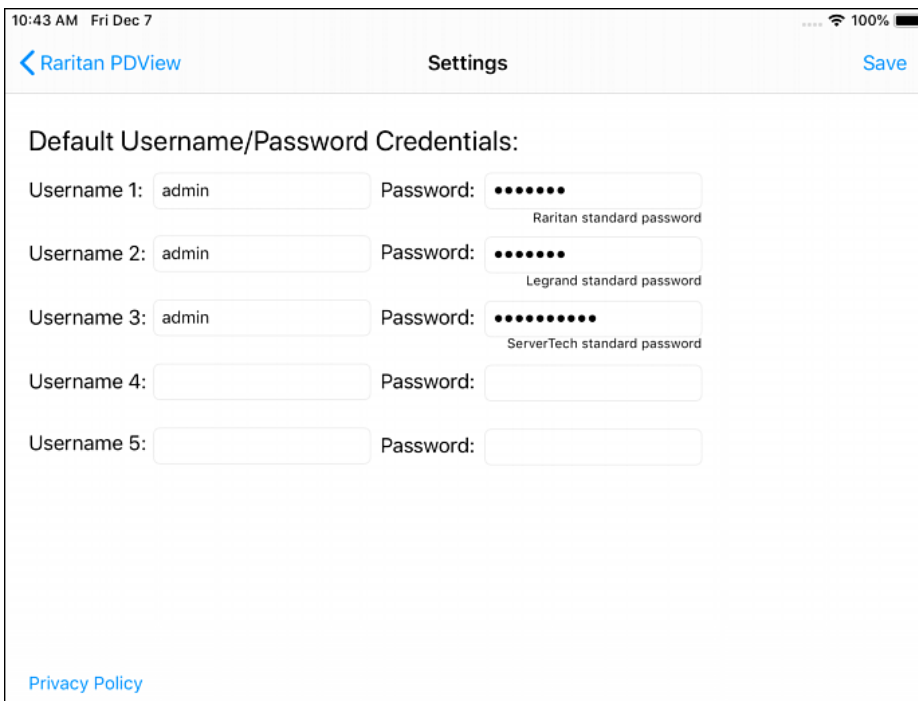 10:43 AM Fri Dec 7 100%
Raritan PDView Settings Save
Default Username/Password Credentials:
Username 1: admin Password: •••••••
Raritan standard password
Username 2: admin Password: •••••••
Legrand standard password
Username 3: admin Password: ••••••••••
ServerTech standard password
Username 4: Password:
Username 5: Password:
Privacy Policy